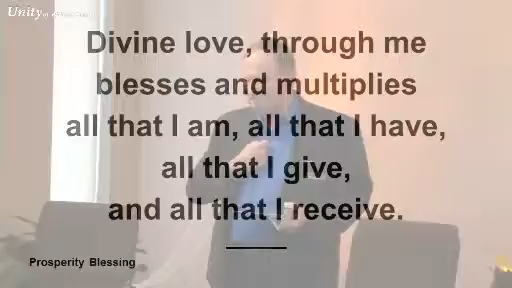 Unity
Divine love, through me
blesses and multiplies
all that I am, all that I have,
all that I give,
and all that I receive.
Prosperity Blessing